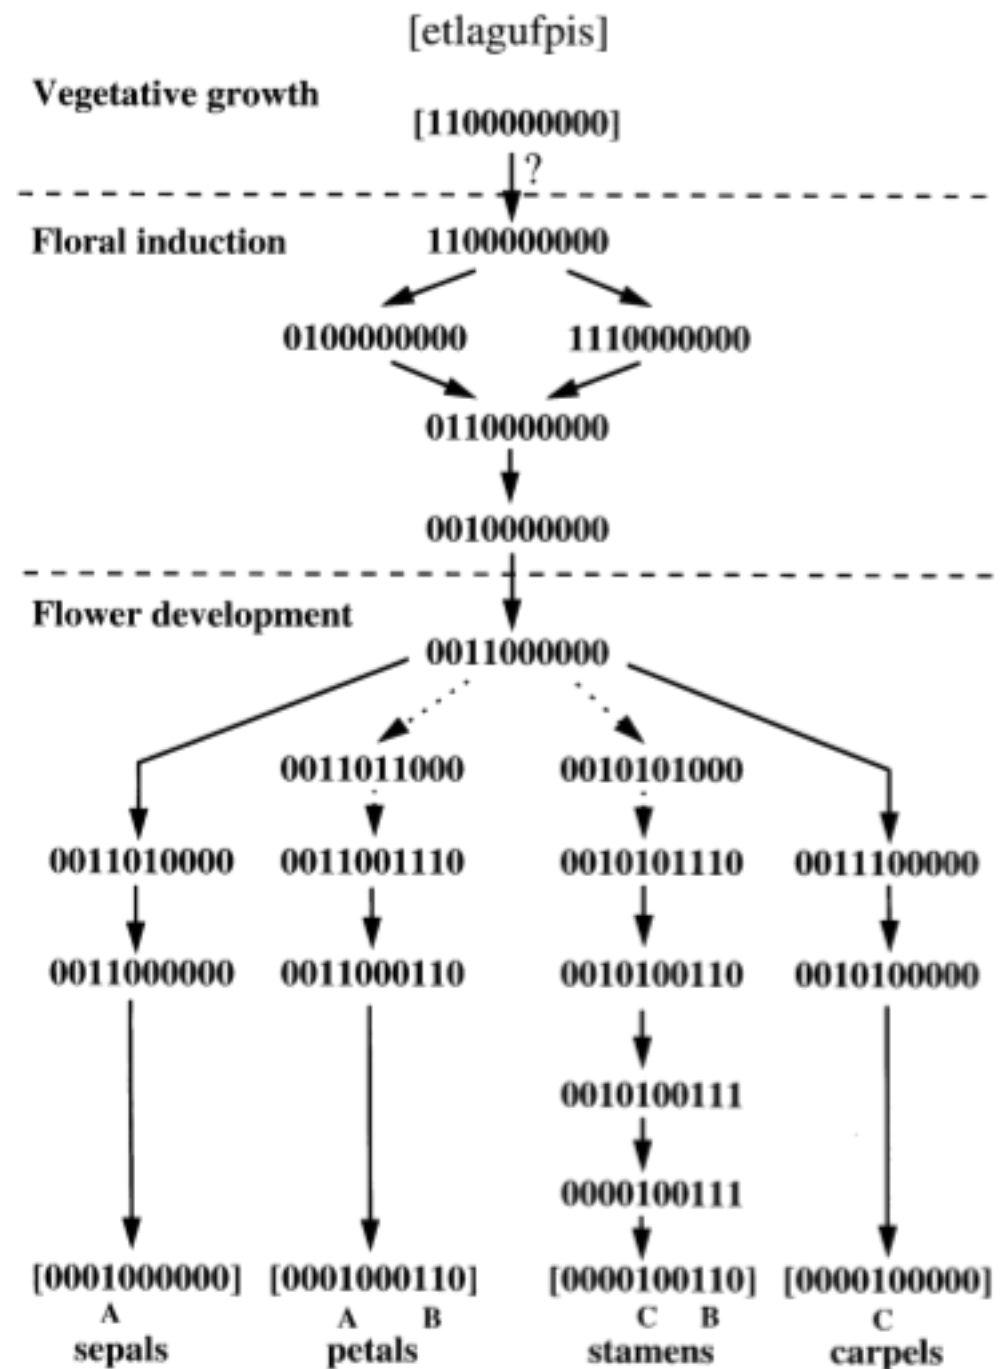 [etlagufpis]
Vegetative growth
[1100000000]
?
Floral induction
1100000000
0100000000 1110000000
0110000000
0010000000
Flower development
0011000000
0011011000 0010101000
0011010000 0011001110 0010101110 0011100000
0011000000 0011000110 0010100110 0010100000
0010100111
0000100111
[0001000000] [0001000110] [0000100110] [0000100000]
A A B C B C
sepals petals stamens carpels